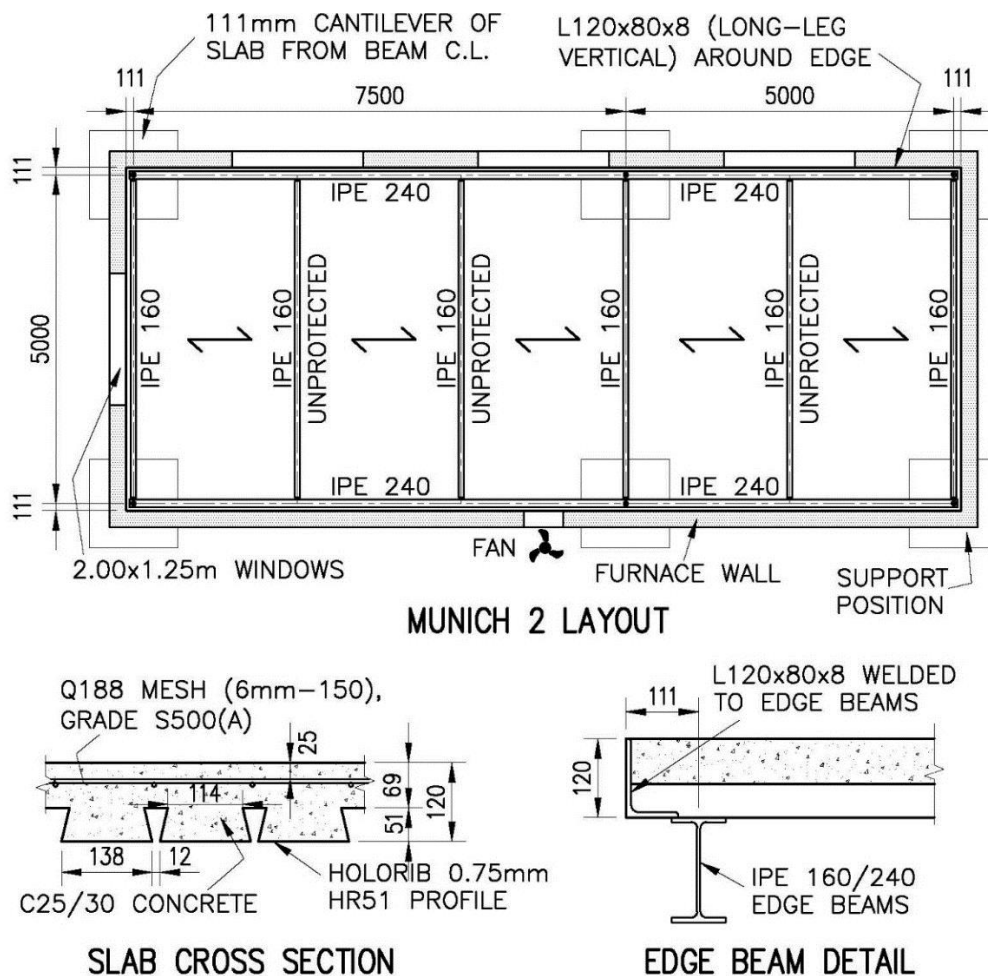 111mm CANTILEVER OF
SLAB FROM BEAM C.L.
L120x80x8 (LONG-LEG
VERTICAL) AROUND EDGE
111
7500
5000
111
111
5000
111
IPE 240
IPE 240
IPE 160
IPE 160
UNPROTECTED
UNPROTECTED
IPE 160
UNPROTECTED
IPE 160
IPE 240
IPE 240
2.00x1.25m WINDOWS
FAN
FURNACE WALL
SUPPORT
POSITION
MUNICH 2 LAYOUT
Q188 MESH (6mm-150),
GRADE S500(A)
25
69
120
51
114
138
12
C25/30 CONCRETE
HOLORIB 0.75mm
HR51 PROFILE
SLAB CROSS SECTION
L120x80x8 WELDED
TO EDGE BEAMS
111
120
IPE 160/240
EDGE BEAMS
EDGE BEAM DETAIL